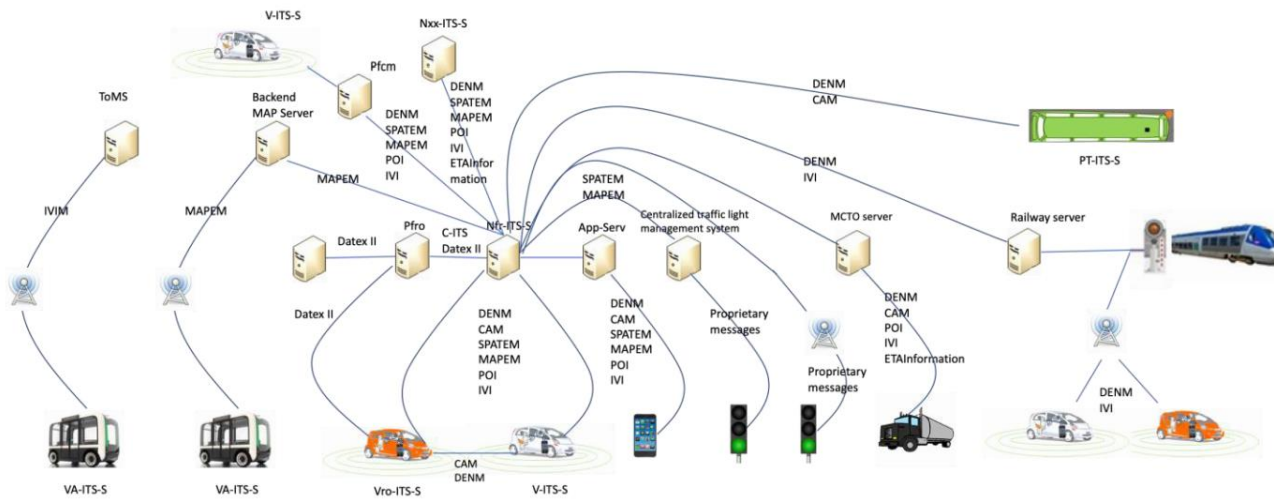 V-ITS-S
Nxx-ITS-S
Pfcm
ToMS
Backend
MAP Server
DENM
SPATEM
MAPEM
POI
IVI
DENM
SPATEM
MAPEM
POI
IVI
ETAInfor
mation
DENM
CAM
PT-ITS-S
DENM
IVI
MAPEM
SPATEM
MAPEM
IVIM
MAPEM
Pfro
C-ITS
Datex II
Nfr-ITS-S
App-Serv
Centralized traffic light
management system
MCTO server
Railway server
Datex II
Datex II
DENM
CAM
SPATEM
MAPEM
POI
IVI
DENM
CAM
SPATEM
MAPEM
POI
IVI
Proprietary
messages
Proprietary
messages
DENM
CAM
POI
IVI
ETAInformation
DENM
IVI
CAM
DENM
VA-ITS-S
VA-ITS-S
Vro-ITS-S
V-ITS-S